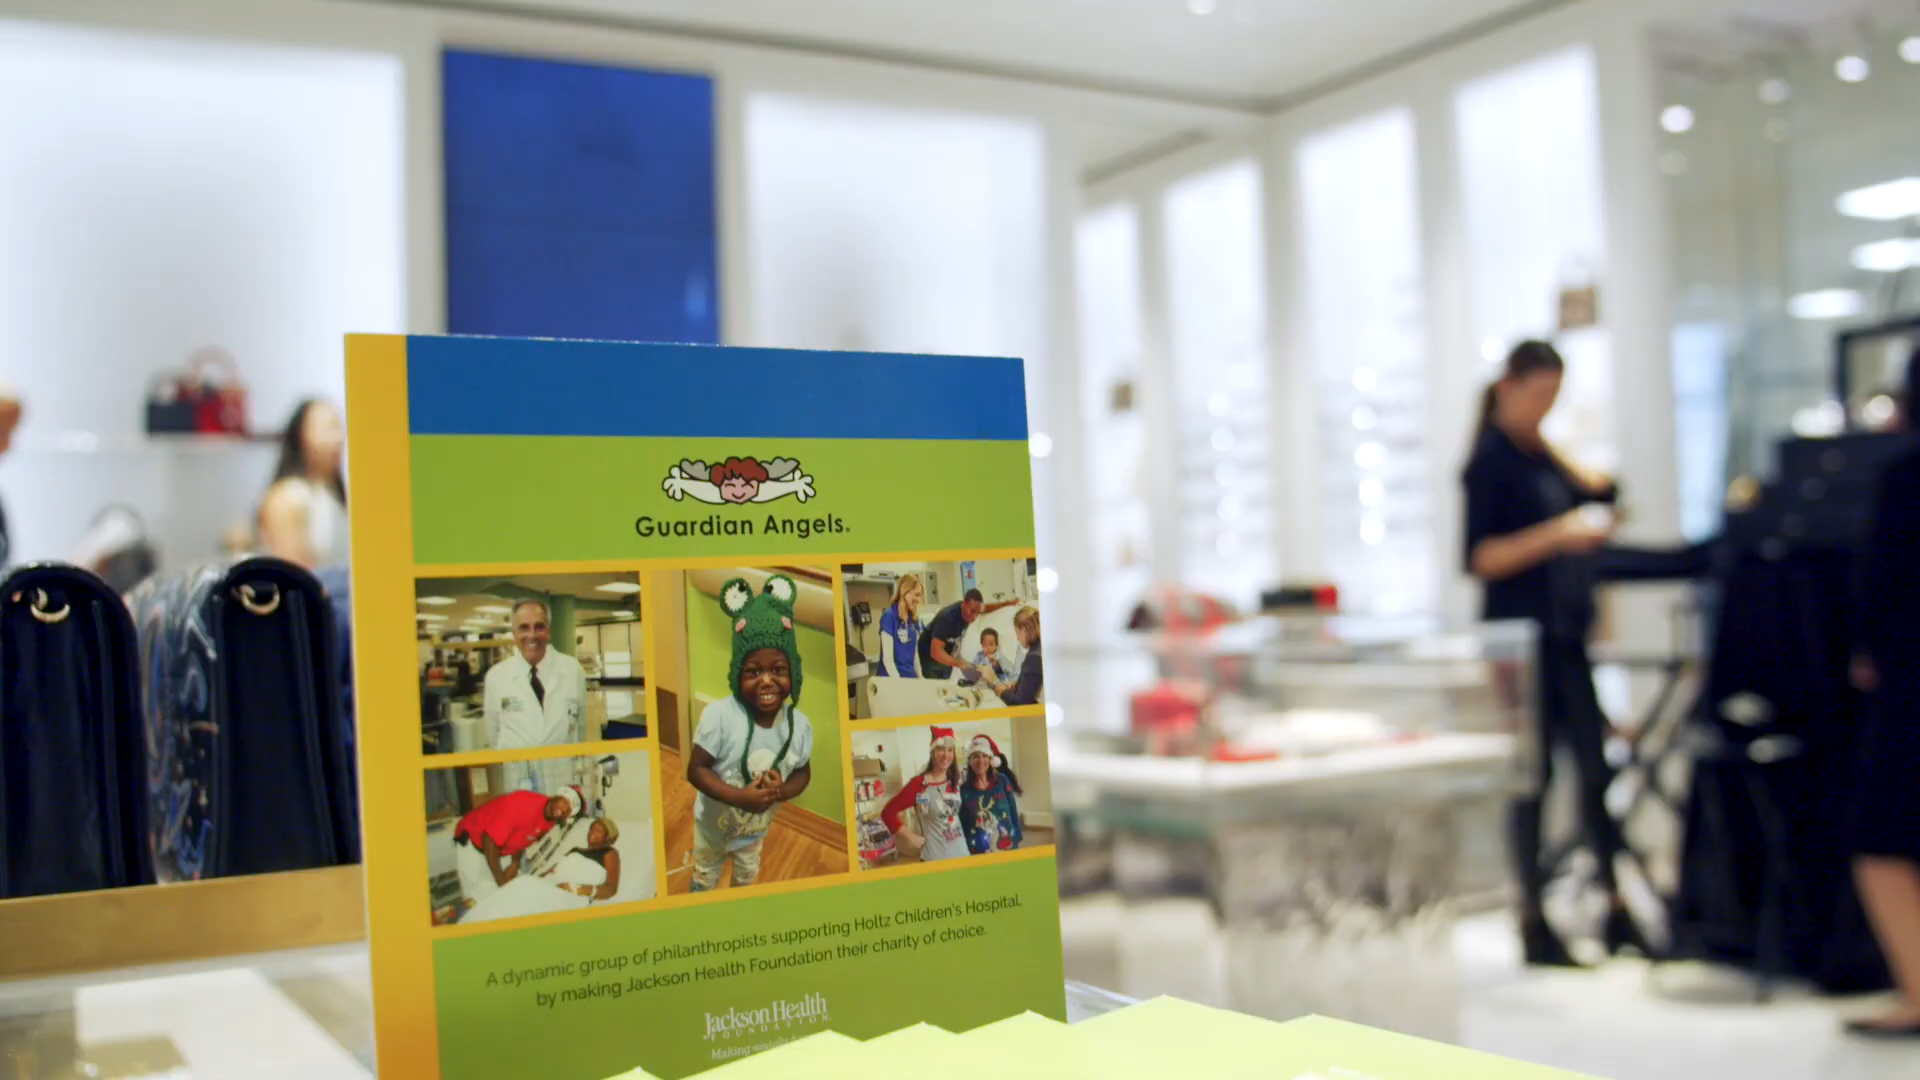 Guardian Angels.
A dynamic group of philanthropists supporting Holtz Children's Hospital,
by making Jackson Health Foundation their charity of choice.
Jackson Health
FOUNDATION
Making